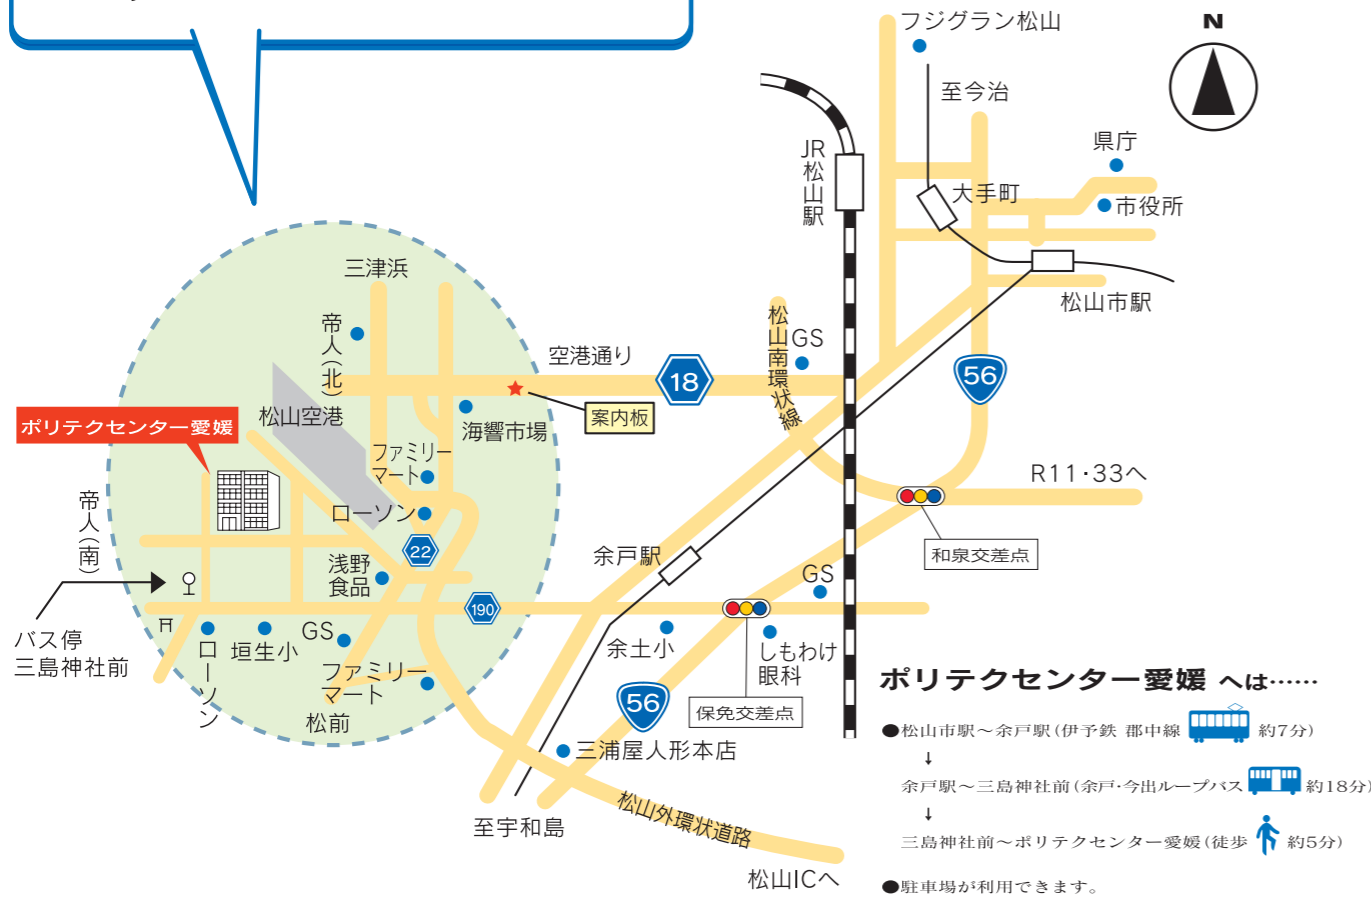 フジグラン松山
N
至今治
JR松山駅
県庁
大手町
市役所
松山市駅
三津浜
帝人(北)
空港通り
18
松山南環状線
GS
56
松山空港
案内板
海響市場
ポリテクセンター愛媛
ファミリー
マート
R11・33へ
帝人(南)
ローソン
22
和泉交差点
浅野
食品
余戸駅
GS
190
バス停
三島神社前
ローソン
垣生小
GS
ファミリー
マート
松前
余土小
しもわけ
眼科
56
保免交差点
三浦屋人形本店
至宇和島
松山外環状道路
松山ICへ
ポリテクセンター愛媛 へは……
●松山市駅～余戸駅(伊予鉄 郡中線 約7分)
↓
余戸駅～三島神社前(余戸・今出ループバス 約18分)
↓
三島神社前～ポリテクセンター愛媛(徒歩 約5分)
●駐車場が利用できます。